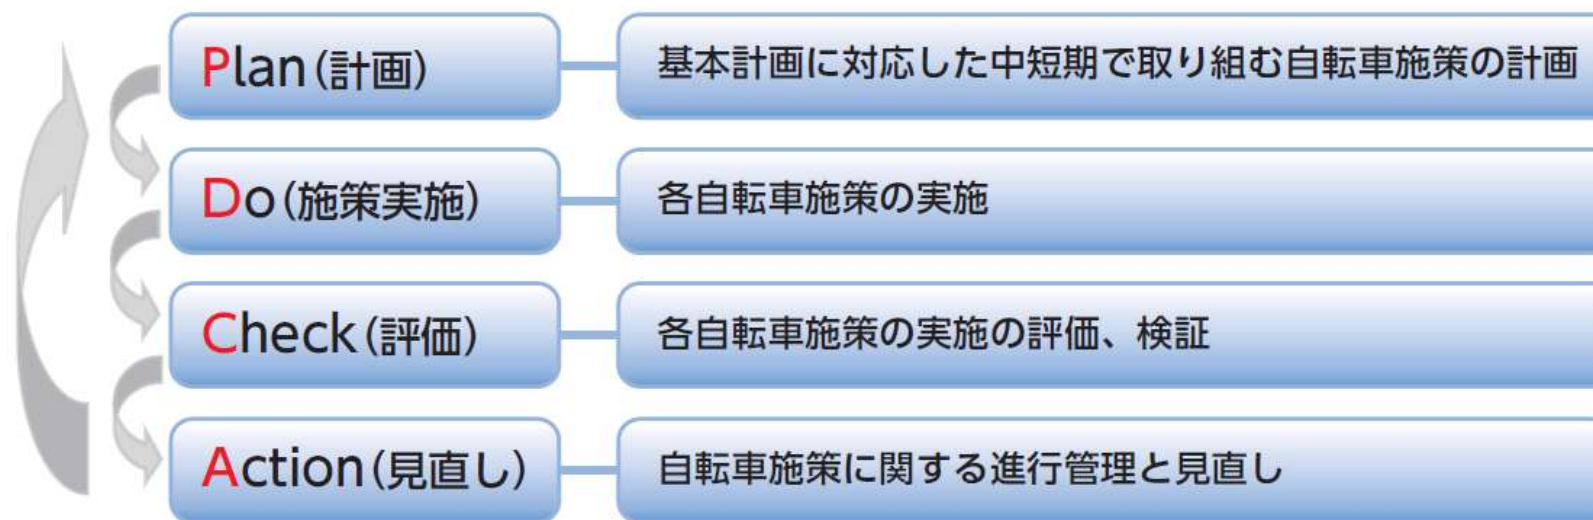 Plan(計画)
基本計画に対応した中短期で取り組む自転車施策の計画
Do(施策実施)
各自転車施策の実施
Check(評価)
各自転車施策の実施の評価、検証
Action(見直し)
自転車施策に関する進行管理と見直し